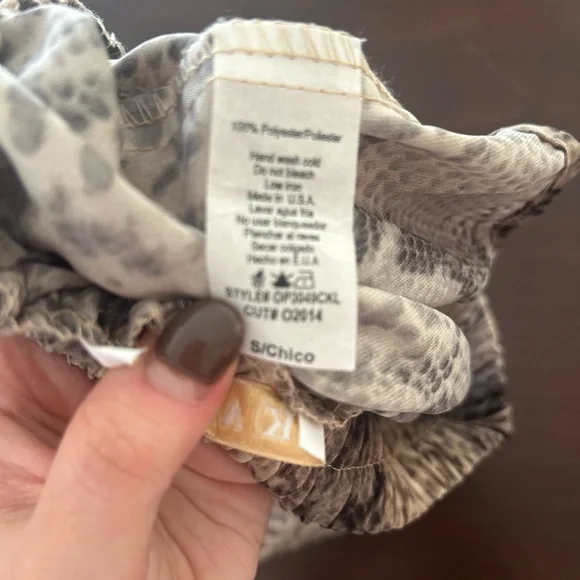 100% Polyester/Poliester
Hand wash cold
Do not bleach
Low iron
Made in U.S.A
Lavar agua fria
No usar blanqueador
Planchar al reves
Secar colgado
Hecho en E.U.A
STYLE# OP3049CKL
CUT# O2014
S/Chico